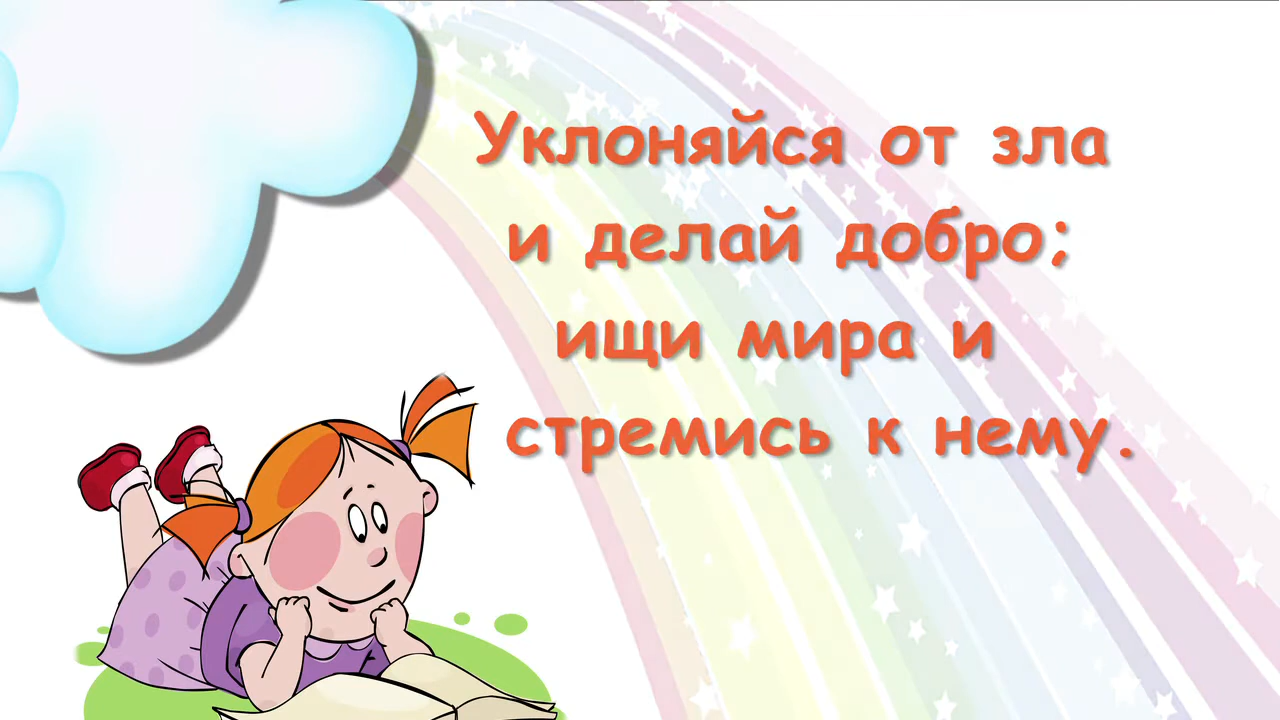 Уклоняйся от зла
и делай добро;
ищи мира и
стремись к нему.